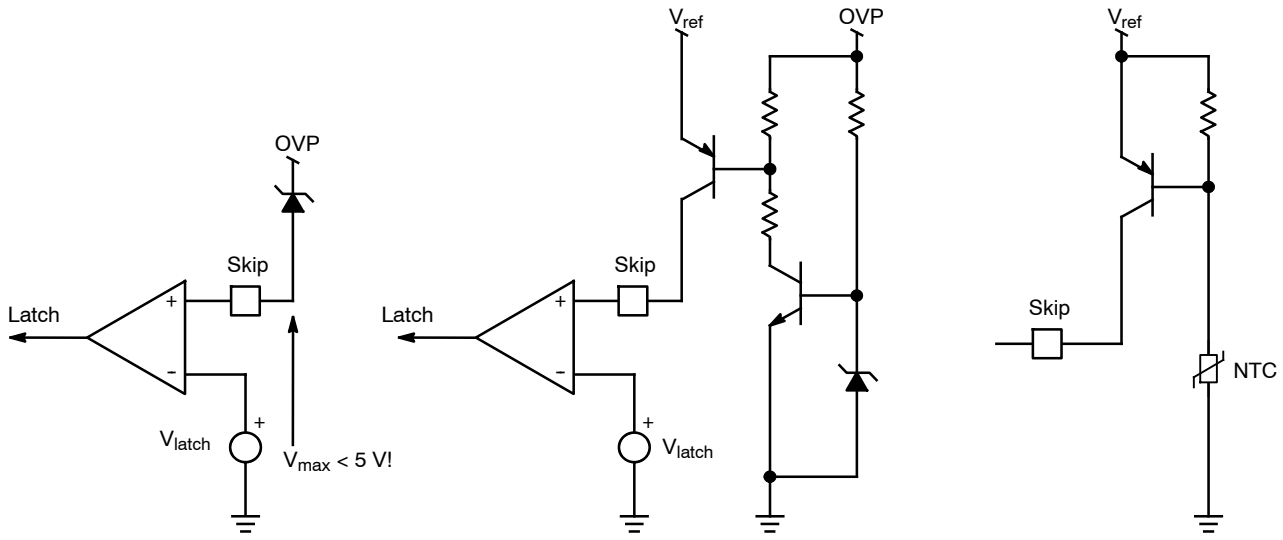 V_ref
OVP
V_ref
OVP
Skip
Latch
+
-
+
V_latch
V_max < 5 V!
Skip
Latch
+
-
+
V_latch
Skip
NTC